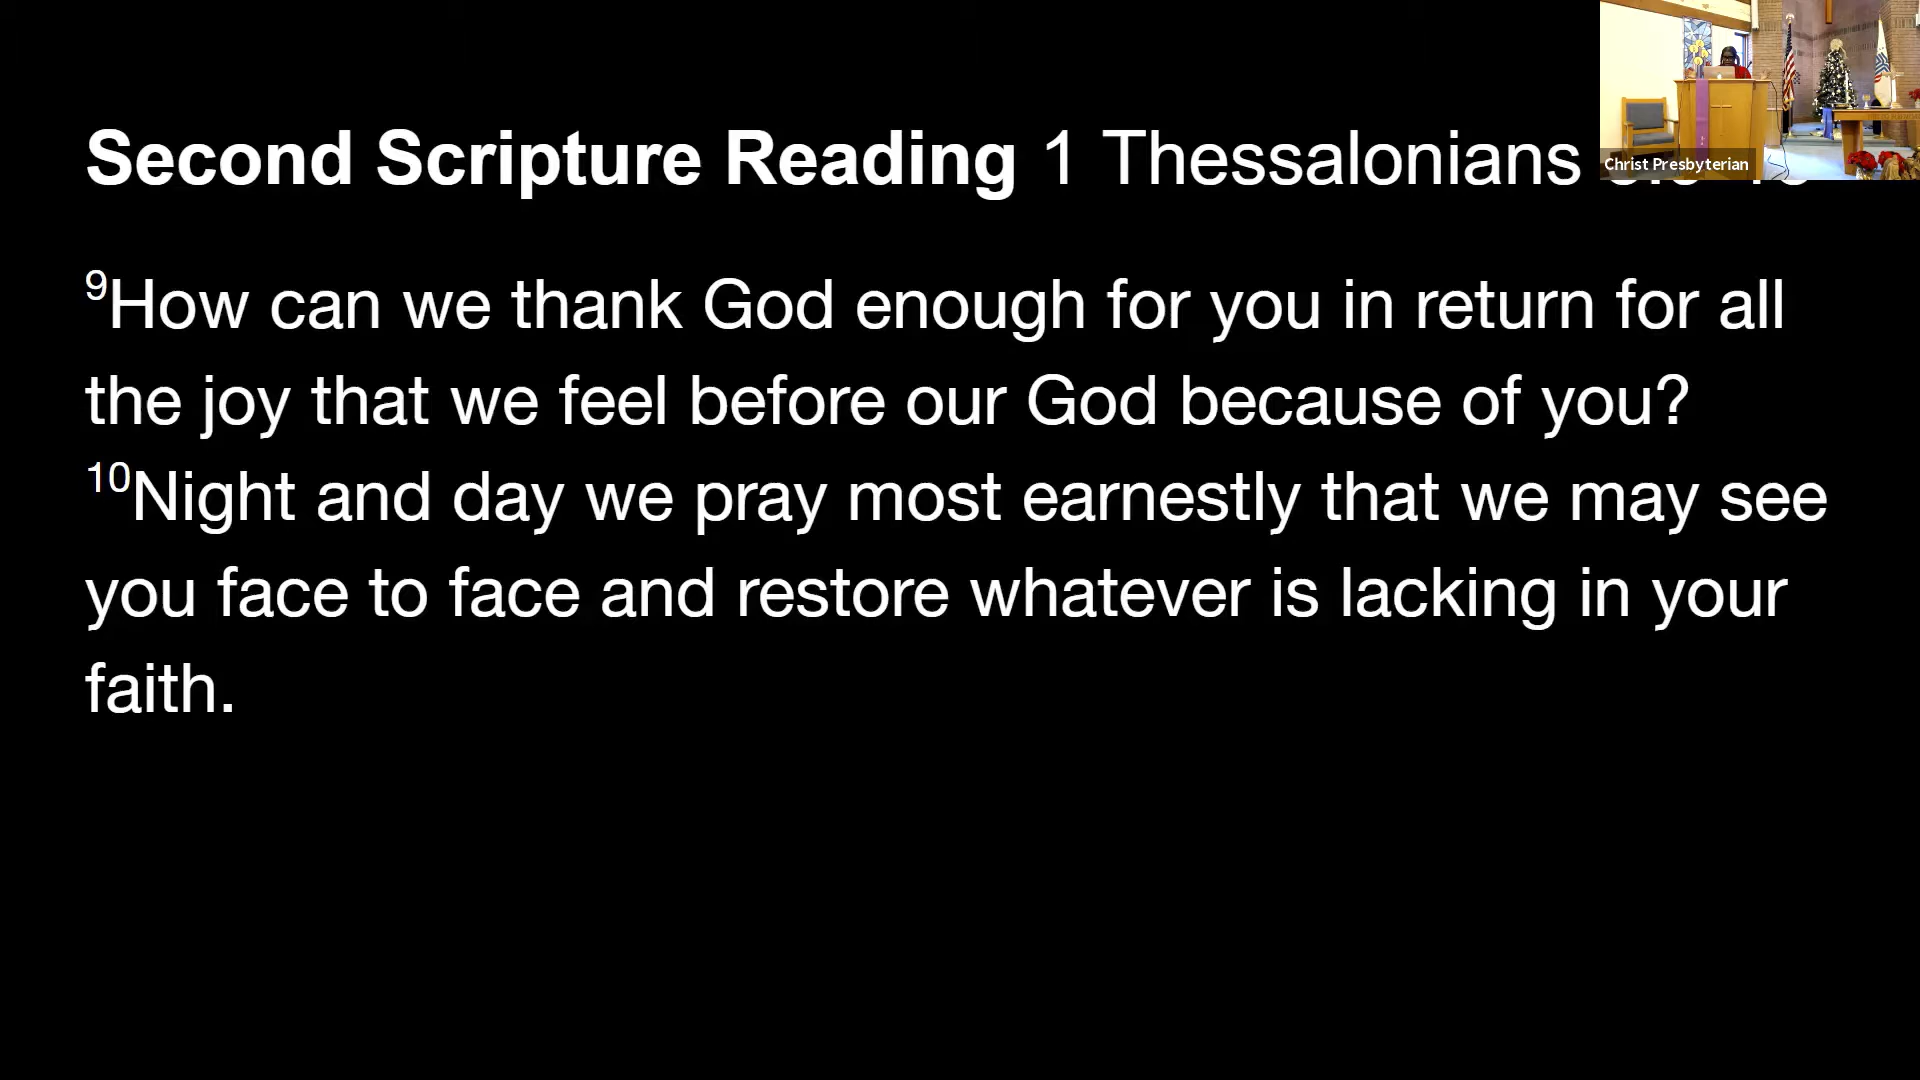 Second Scripture Reading 1 Thessalonians
Christ Presbyterian
9How can we thank God enough for you in return for all
the joy that we feel before our God because of you?
10Night and day we pray most earnestly that we may see
you face to face and restore whatever is lacking in your
faith.